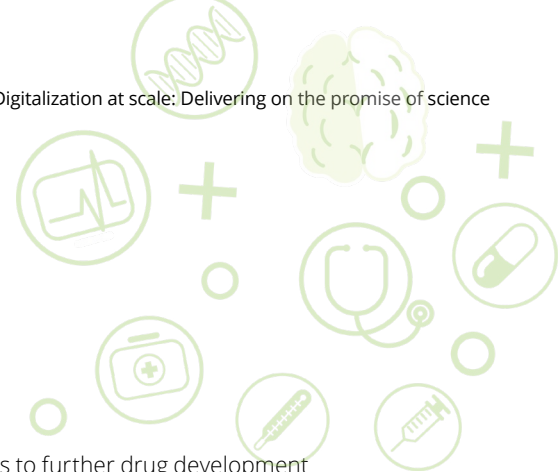 Digitalization at scale: Delivering on the promise of science
s to further drug development